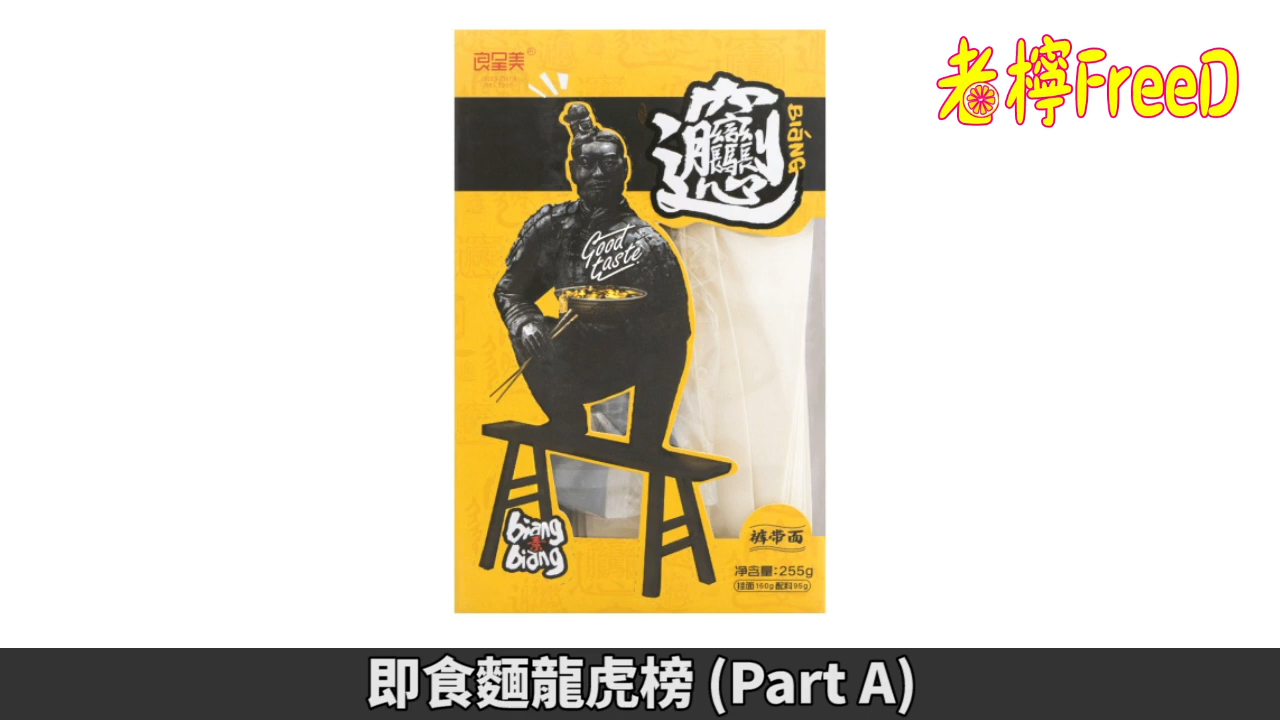 老檸FreeD
良呈美®
𰻝
BIáNG
Good
taste
biang
biang
裤带面
净含量:255g
挂面160g 配料95g
即食麵龍虎榜 (Part A)